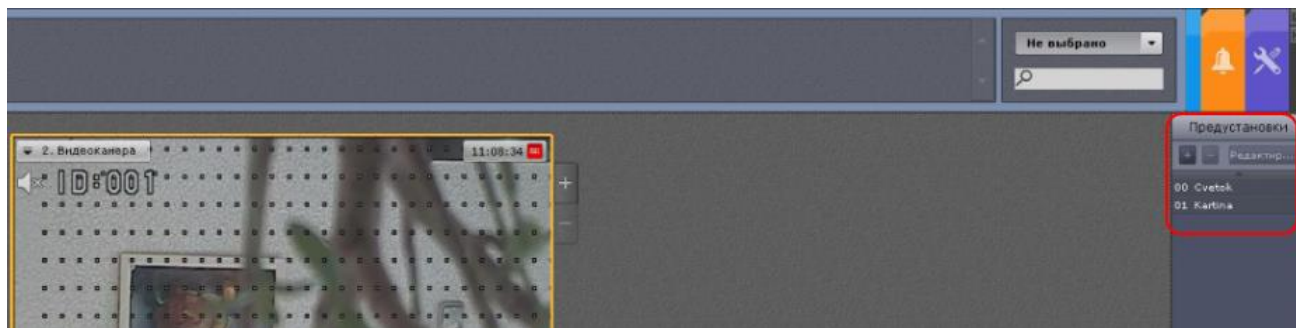 Не выбрано
Предустановки
2. Видеокамера
11:08:34
ID:001
+ - Редактир...
00 Cvetok
01 Kartina